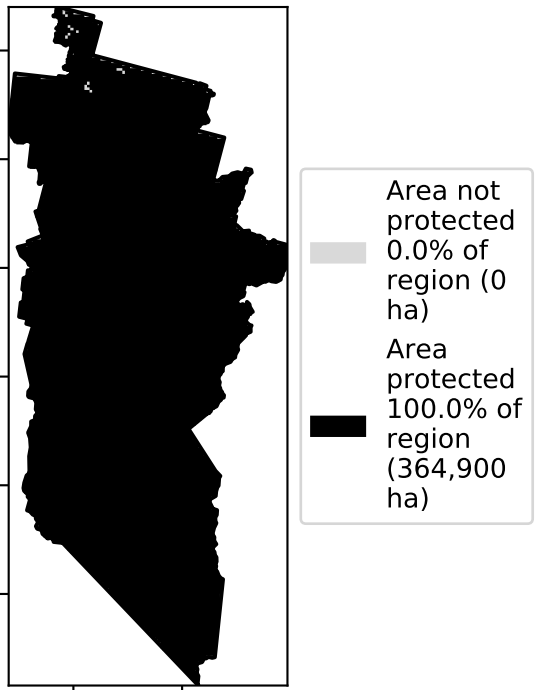 Area not
protected
0.0% of
region (0
ha)
Area
protected
100.0% of
region
(364,900
ha)